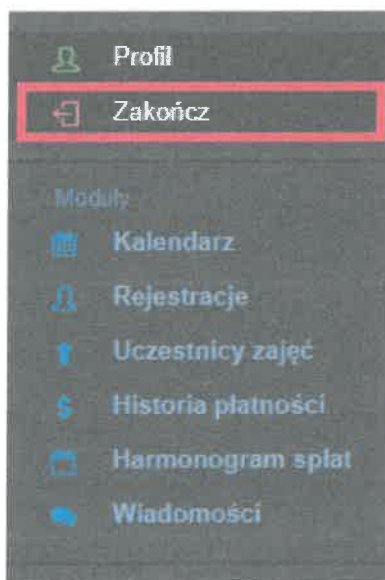 Profil
Zakończ
Moduły
Kalendarz
Rejestracje
Uczestnicy zajęć
Historia płatności
Harmonogram spłat
Wiadomości